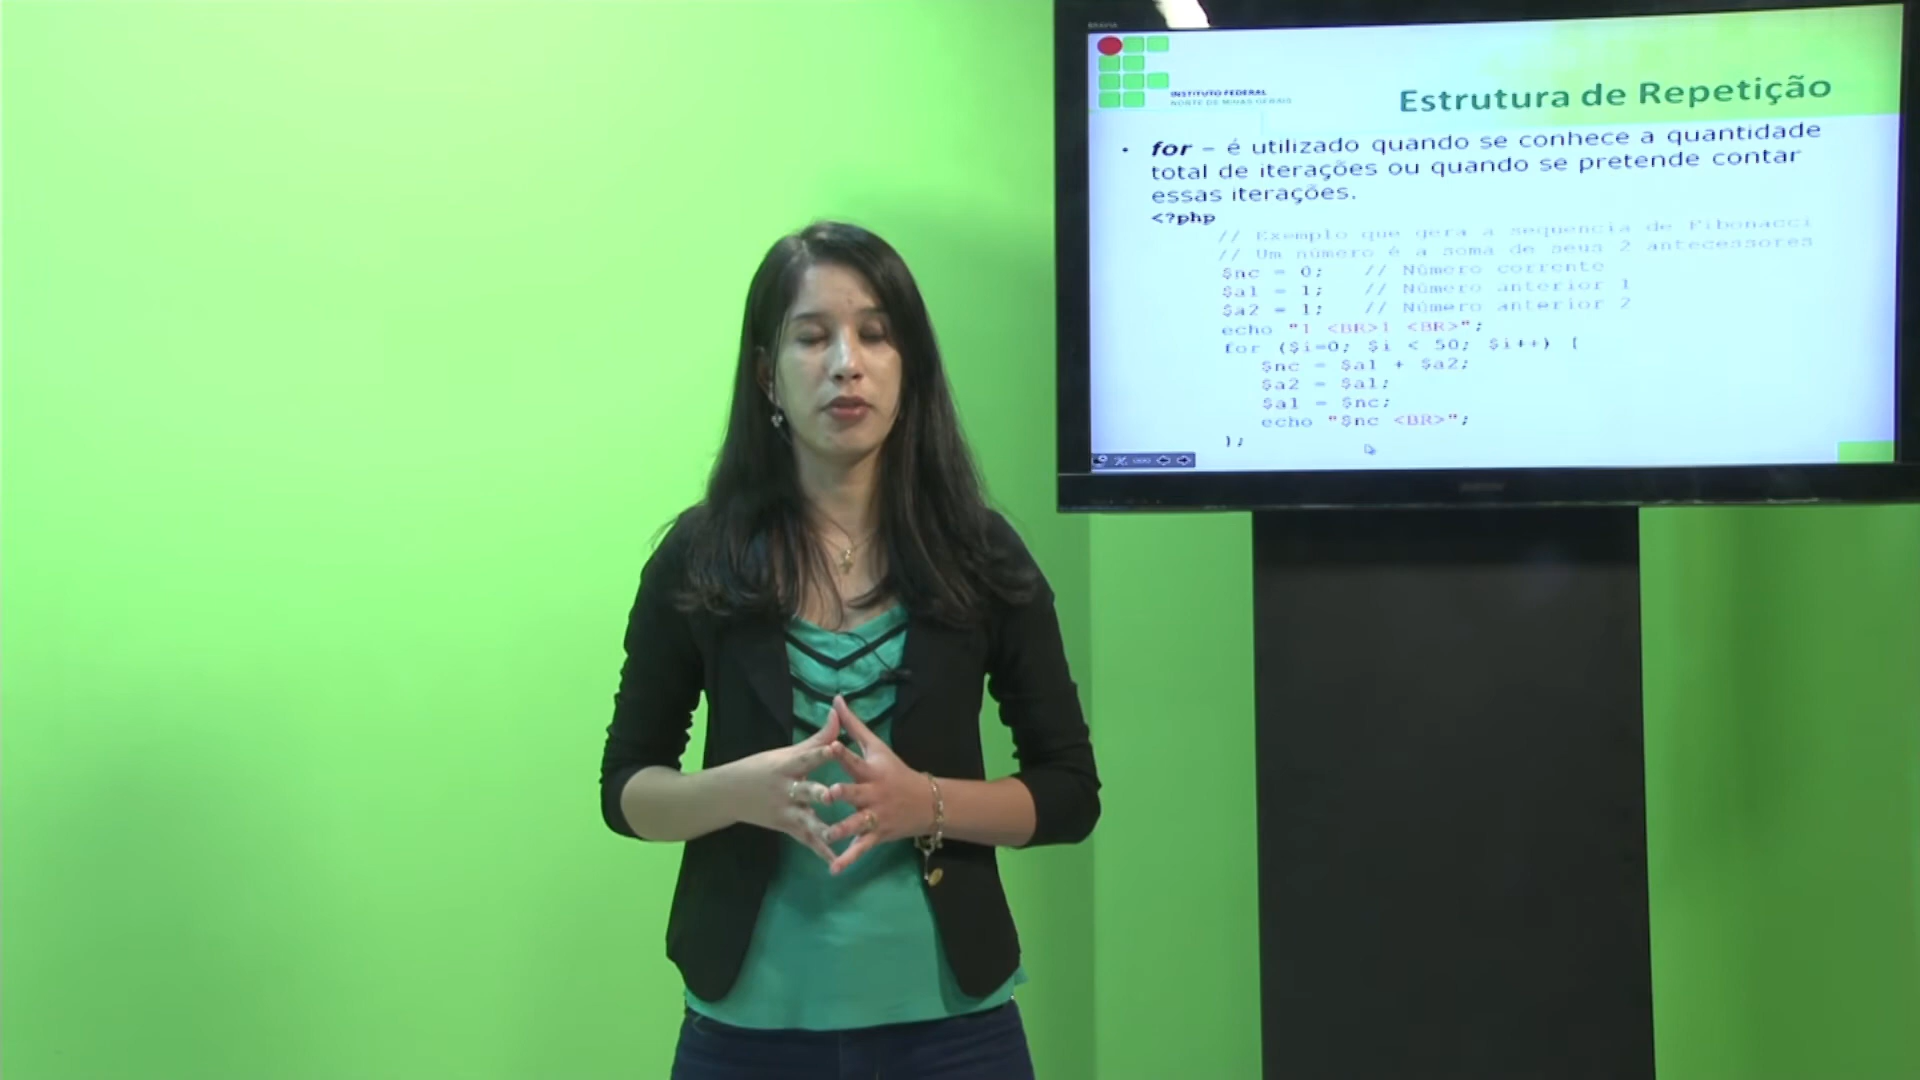 BRAVIA
INSTITUTO FEDERAL
NORTE DE MINAS GERAIS
Estrutura de Repetição
• for – é utilizado quando se conhece a quantidade
total de iterações ou quando se pretende contar
essas iterações.
<?php
// Exemplo que gera a sequencia de Fibonacci
// Um número é a soma de seus 2 antecessores
$nc = 0; // Número corrente
$a1 = 1; // Número anterior 1
$a2 = 1; // Número anterior 2
echo "1 <BR>1 <BR>";
for ($i=0; $i < 50; $i++) {
$nc = $a1 + $a2;
$a2 = $a1;
$a1 = $nc;
echo "$nc <BR>";
};